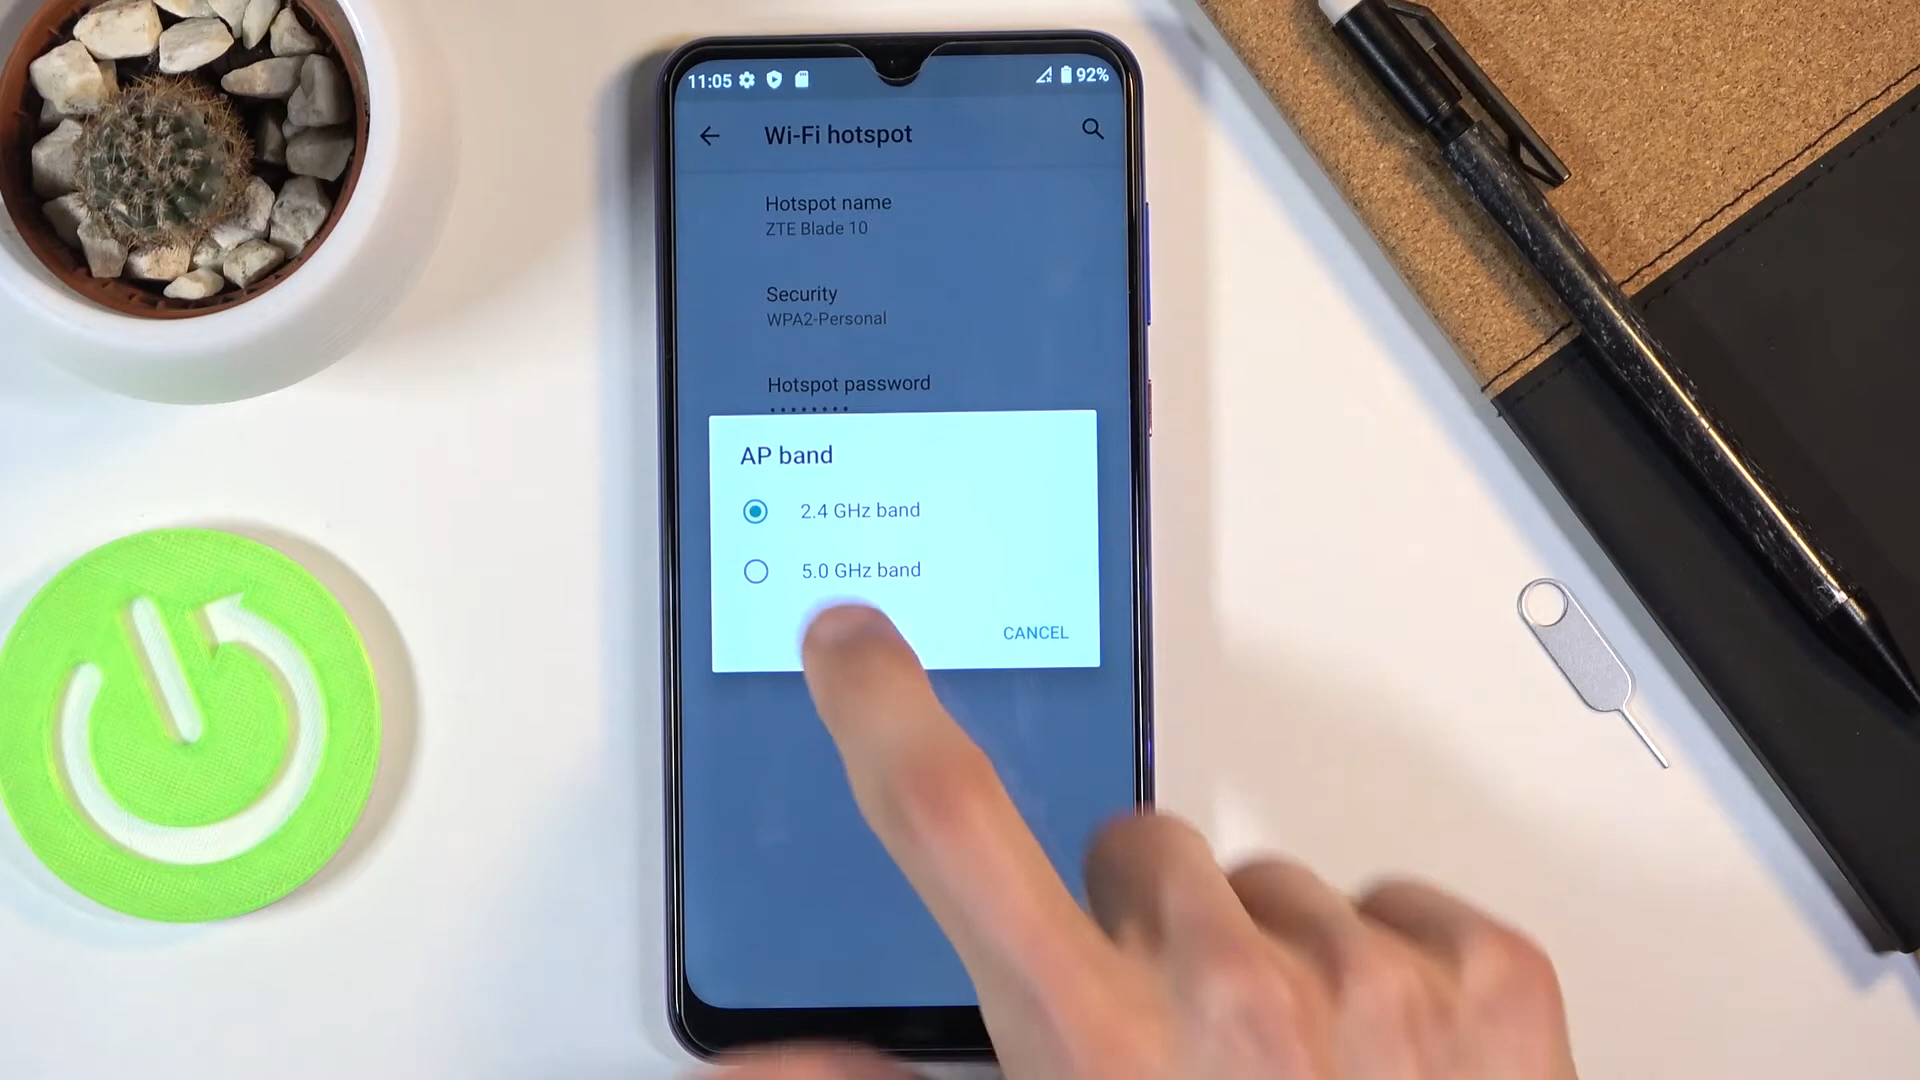 11:05
92%
Wi-Fi hotspot
Hotspot name
ZTE Blade 10
Security
WPA2-Personal
Hotspot password
••••••••
AP band
2.4 GHz band
5.0 GHz band
CANCEL